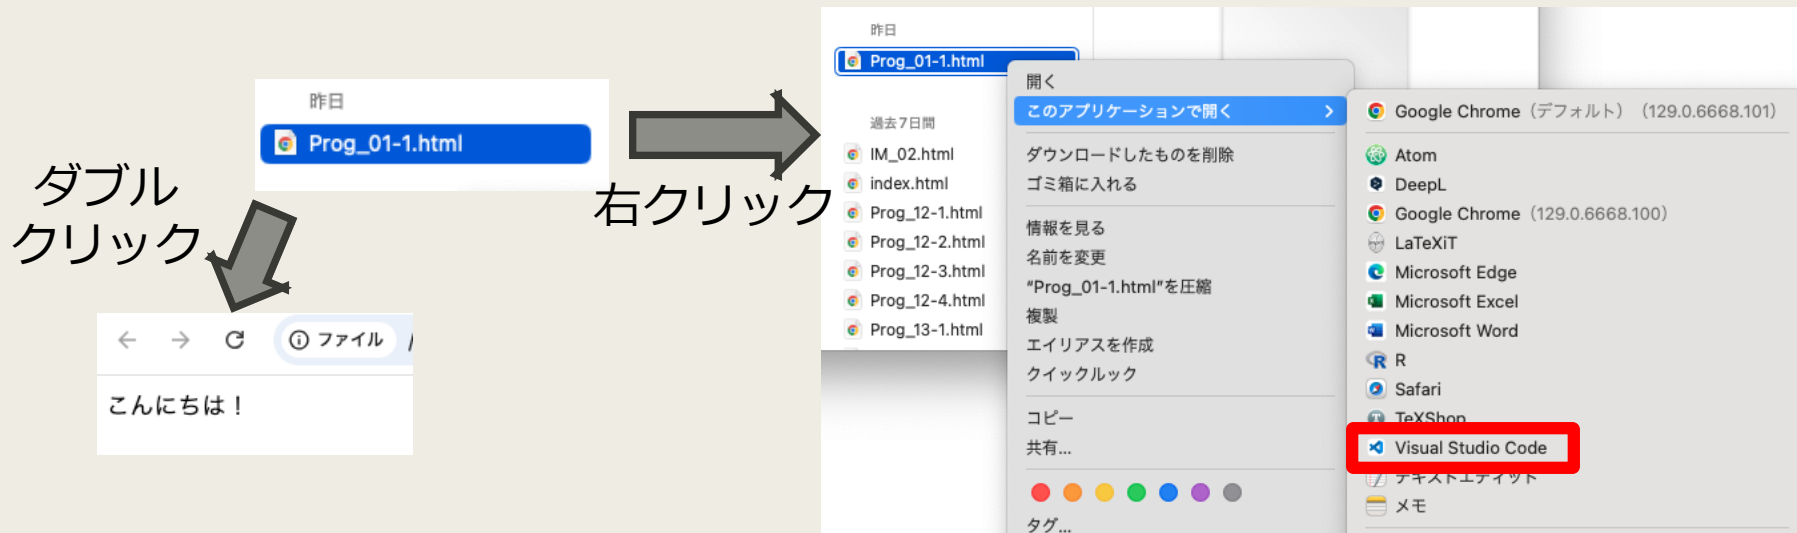 昨日
Prog_01-1.html
ダブル
クリック
右クリック
ファイル
こんにちは！
昨日
Prog_01-1.html
過去7日間
IM_02.html
index.html
Prog_12-1.html
Prog_12-2.html
Prog_12-3.html
Prog_12-4.html
Prog_13-1.html
開く
このアプリケーションで開く
ダウンロードしたものを削除
ゴミ箱に入れる
情報を見る
名前を変更
“Prog_01-1.html”を圧縮
複製
エイリアスを作成
クイックルック
コピー
共有...
タグ...
Google Chrome（デフォルト）（129.0.6668.101）
Atom
DeepL
Google Chrome（129.0.6668.100）
LaTeXiT
Microsoft Edge
Microsoft Excel
Microsoft Word
R
Safari
TeXShop
Visual Studio Code
テキストエディット
メモ